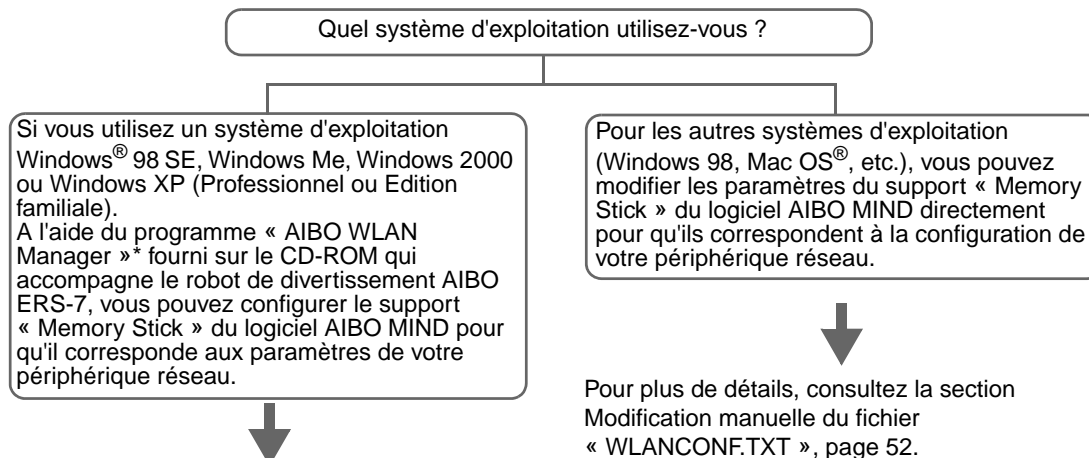 Quel système d'exploitation utilisez-vous ?
Si vous utilisez un système d'exploitation
Windows® 98 SE, Windows Me, Windows 2000
ou Windows XP (Professionnel ou Edition
familiale).
A l'aide du programme « AIBO WLAN
Manager »* fourni sur le CD-ROM qui
accompagne le robot de divertissement AIBO
ERS-7, vous pouvez configurer le support
« Memory Stick » du logiciel AIBO MIND pour
qu'il corresponde aux paramètres de votre
périphérique réseau.
Pour les autres systèmes d'exploitation
(Windows 98, Mac OS®, etc.), vous pouvez
modifier les paramètres du support « Memory
Stick » du logiciel AIBO MIND directement
pour qu'ils correspondent à la configuration de
votre périphérique réseau.
Pour plus de détails, consultez la section
Modification manuelle du fichier
« WLANCONF.TXT », page 52.